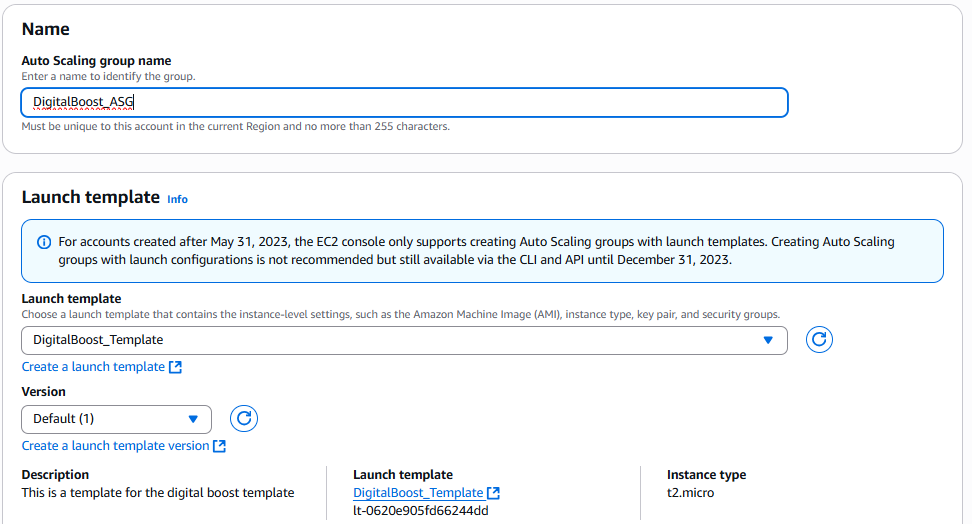 Name
Auto Scaling group name
Enter a name to identify the group.
DigitalBoost_ASG
Must be unique to this account in the current Region and no more than 255 characters.
Launch template Info
For accounts created after May 31, 2023, the EC2 console only supports creating Auto Scaling groups with launch templates. Creating Auto Scaling
groups with launch configurations is not recommended but still available via the CLI and API until December 31, 2023.
Launch template
Choose a launch template that contains the instance-level settings, such as the Amazon Machine Image (AMI), instance type, key pair, and security groups.
DigitalBoost_Template
Create a launch template
Version
Default (1)
Create a launch template version
Description Launch template Instance type
This is a template for the digital boost template DigitalBoost_Template t2.micro
lt-0620e905fd66244dd